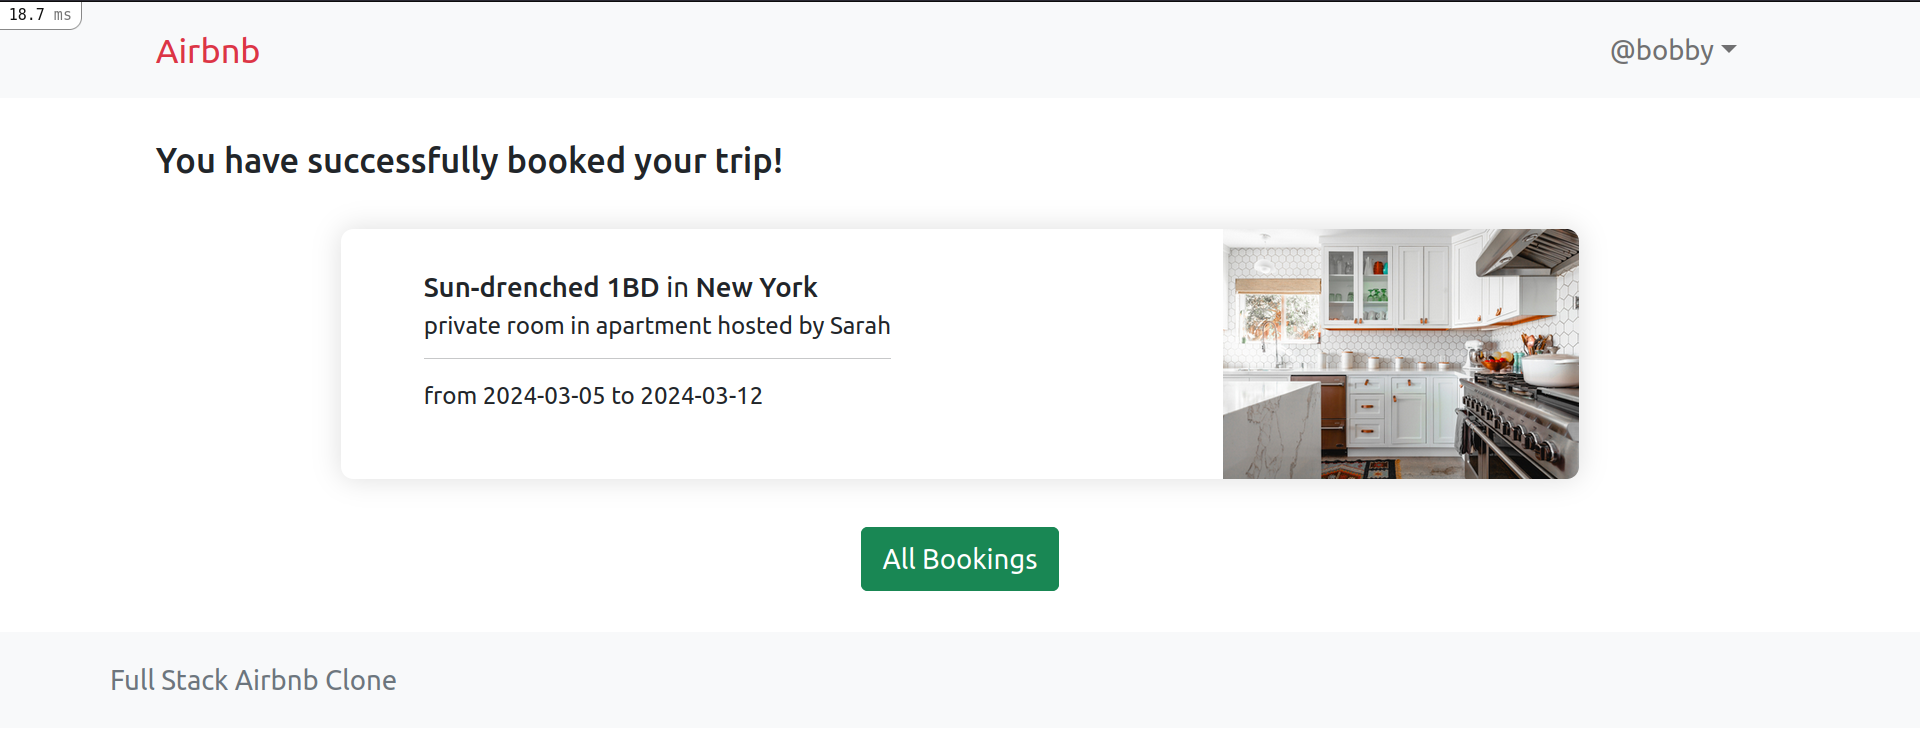 18.7 ms
Airbnb
@bobby
You have successfully booked your trip!
Sun-drenched 1BD in New York
private room in apartment hosted by Sarah
from 2024-03-05 to 2024-03-12
All Bookings
Full Stack Airbnb Clone